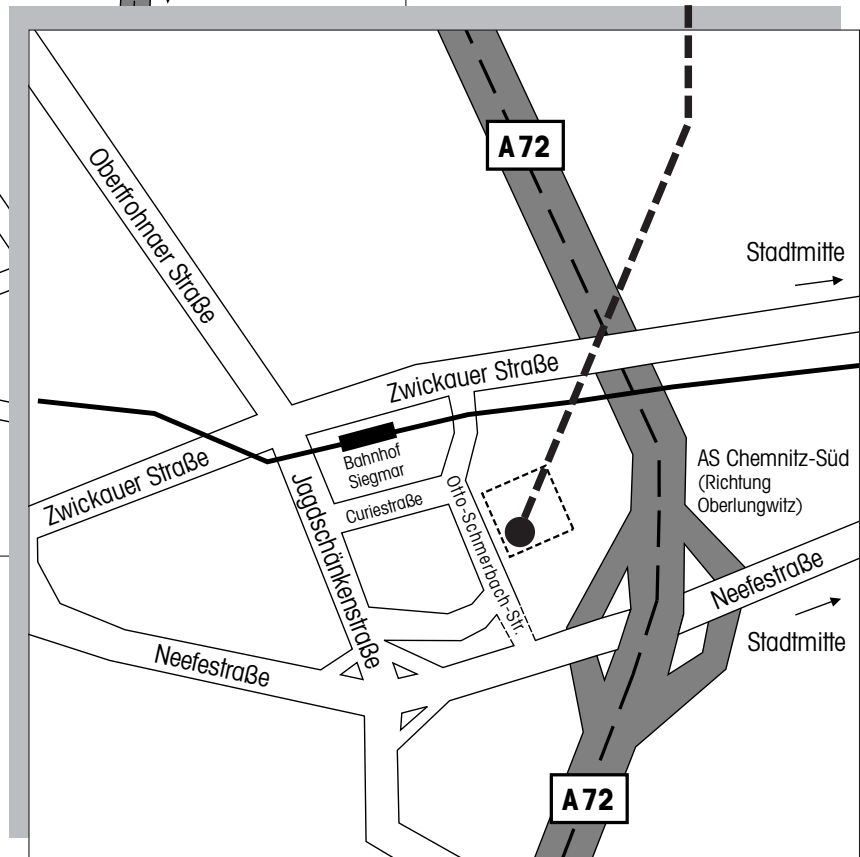 A72
Oberfrohnaer Straße
Stadtmitte
Zwickauer Straße
Bahnhof
Siegmar
Zwickauer Straße
Jagdschänkenstraße
Curiestraße
Otto-Schmerbach-Str.
AS Chemnitz-Süd
(Richtung
Oberlungwitz)
Neefestraße
Stadtmitte
Neefestraße
A72